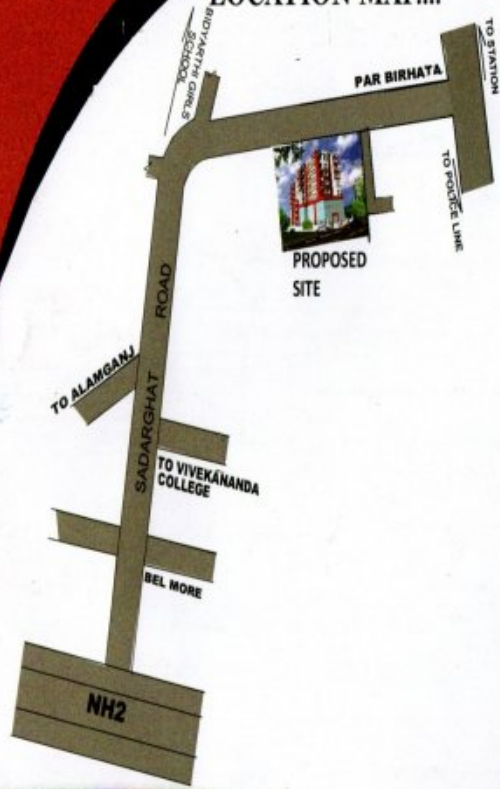 LOCATION MAP....
BIDYARTHI GIRLS
SCHOOL
TO STATION
PAR BIRHATA
TO POLICE LINE
PROPOSED
SITE
SADARGHAT ROAD
TO ALAMGANJ
TO VIVEKANANDA
COLLEGE
BEL MORE
NH2